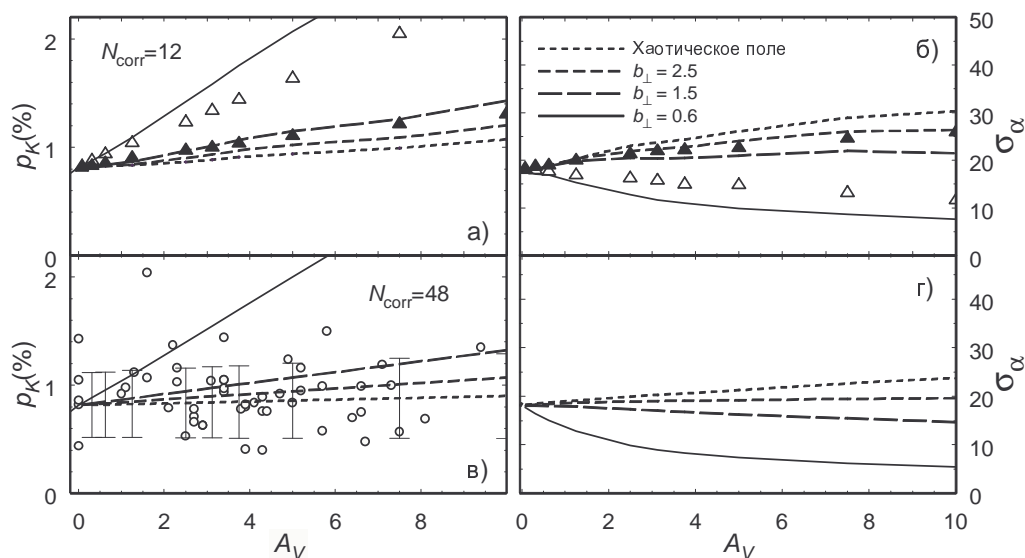 2
N_corr=12
p_K(%)
1
0
а)
Хаотическое поле
b_⊥ = 2.5
b_⊥ = 1.5
b_⊥ = 0.6
б)
50
40
30
20
10
0
σ_α
2
N_corr=48
p_K(%)
1
0
в)
0 2 4 6 8
A_V
г)
40
30
20
10
0
σ_α
0 2 4 6 8 10
A_V